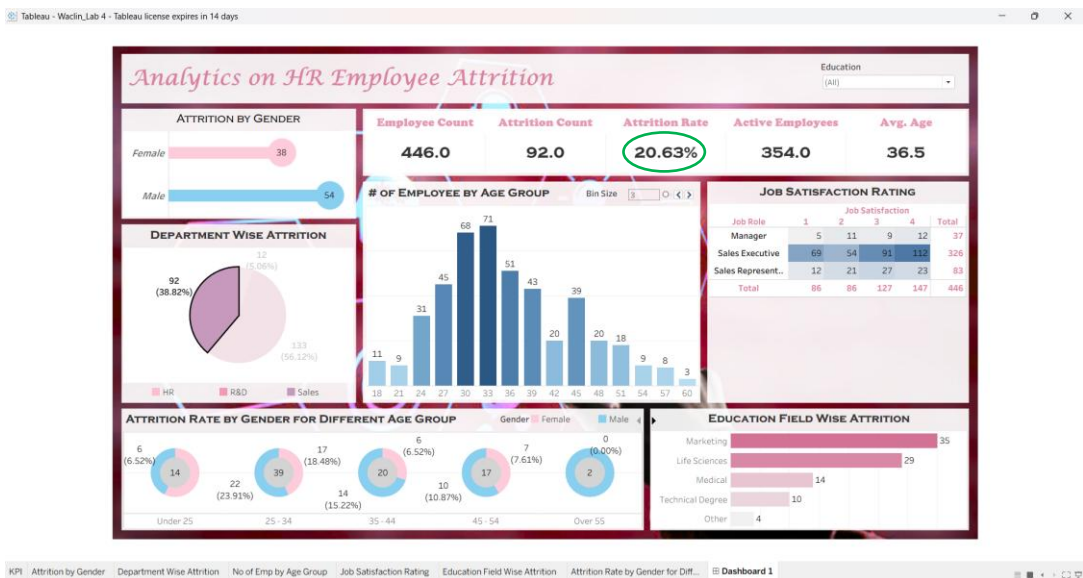 Tableau - Waclin_Lab 4 - Tableau license expires in 14 days
Analytics on HR Employee Attrition
Education
(All)
ATTRITION BY GENDER
Female
38
Male
54
Employee Count Attrition Count Attrition Rate Active Employees Avg. Age
446.0 92.0 20.63% 354.0 36.5
DEPARTMENT WISE ATTRITION
12
(5.06%)
92
(38.82%)
133
(56.12%)
HR R&D Sales
# OF EMPLOYEE BY AGE GROUP
Bin Size 3
11 9 31 45 68 71 51 43 20 39 20 18 9 8 3
18 21 24 27 30 33 36 39 42 45 48 51 54 57 60
JOB SATISFACTION RATING
Job Satisfaction
Job Role 1 2 3 4 Total
Manager 5 11 9 12 37
Sales Executive 69 54 91 112 326
Sales Represent.. 12 21 27 23 83
Total 86 86 127 147 446
ATTRITION RATE BY GENDER FOR DIFFERENT AGE GROUP
Gender Female Male
6
(6.52%)
14
22
(23.91%)
17
(18.48%)
39
14
(15.22%)
6
(6.52%)
20
10
(10.87%)
7
(7.61%)
17
0
(0.00%)
2
Under 25 25 - 34 35 - 44 45 - 54 Over 55
EDUCATION FIELD WISE ATTRITION
Marketing 35
Life Sciences 29
Medical 14
Technical Degree 10
Other 4
KPI Attrition by Gender Department Wise Attrition No of Emp by Age Group Job Satisfaction Rating Education Field Wise Attrition Attrition Rate by Gender for Diff... Dashboard 1